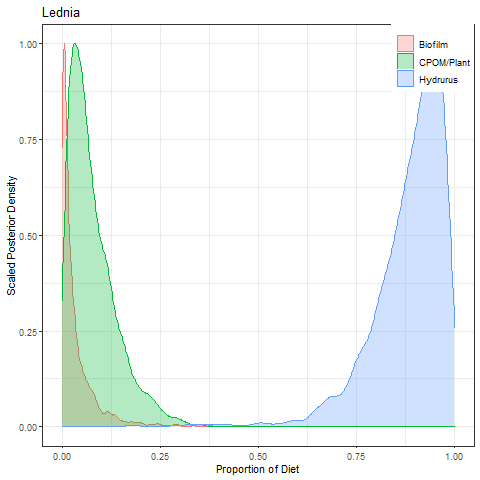 Lednia
Biofilm
CPOM/Plant
Hydrurus
Scaled Posterior Density
1.00
0.75
0.50
0.25
0.00
0.00 0.25 0.50 0.75 1.00
Proportion of Diet